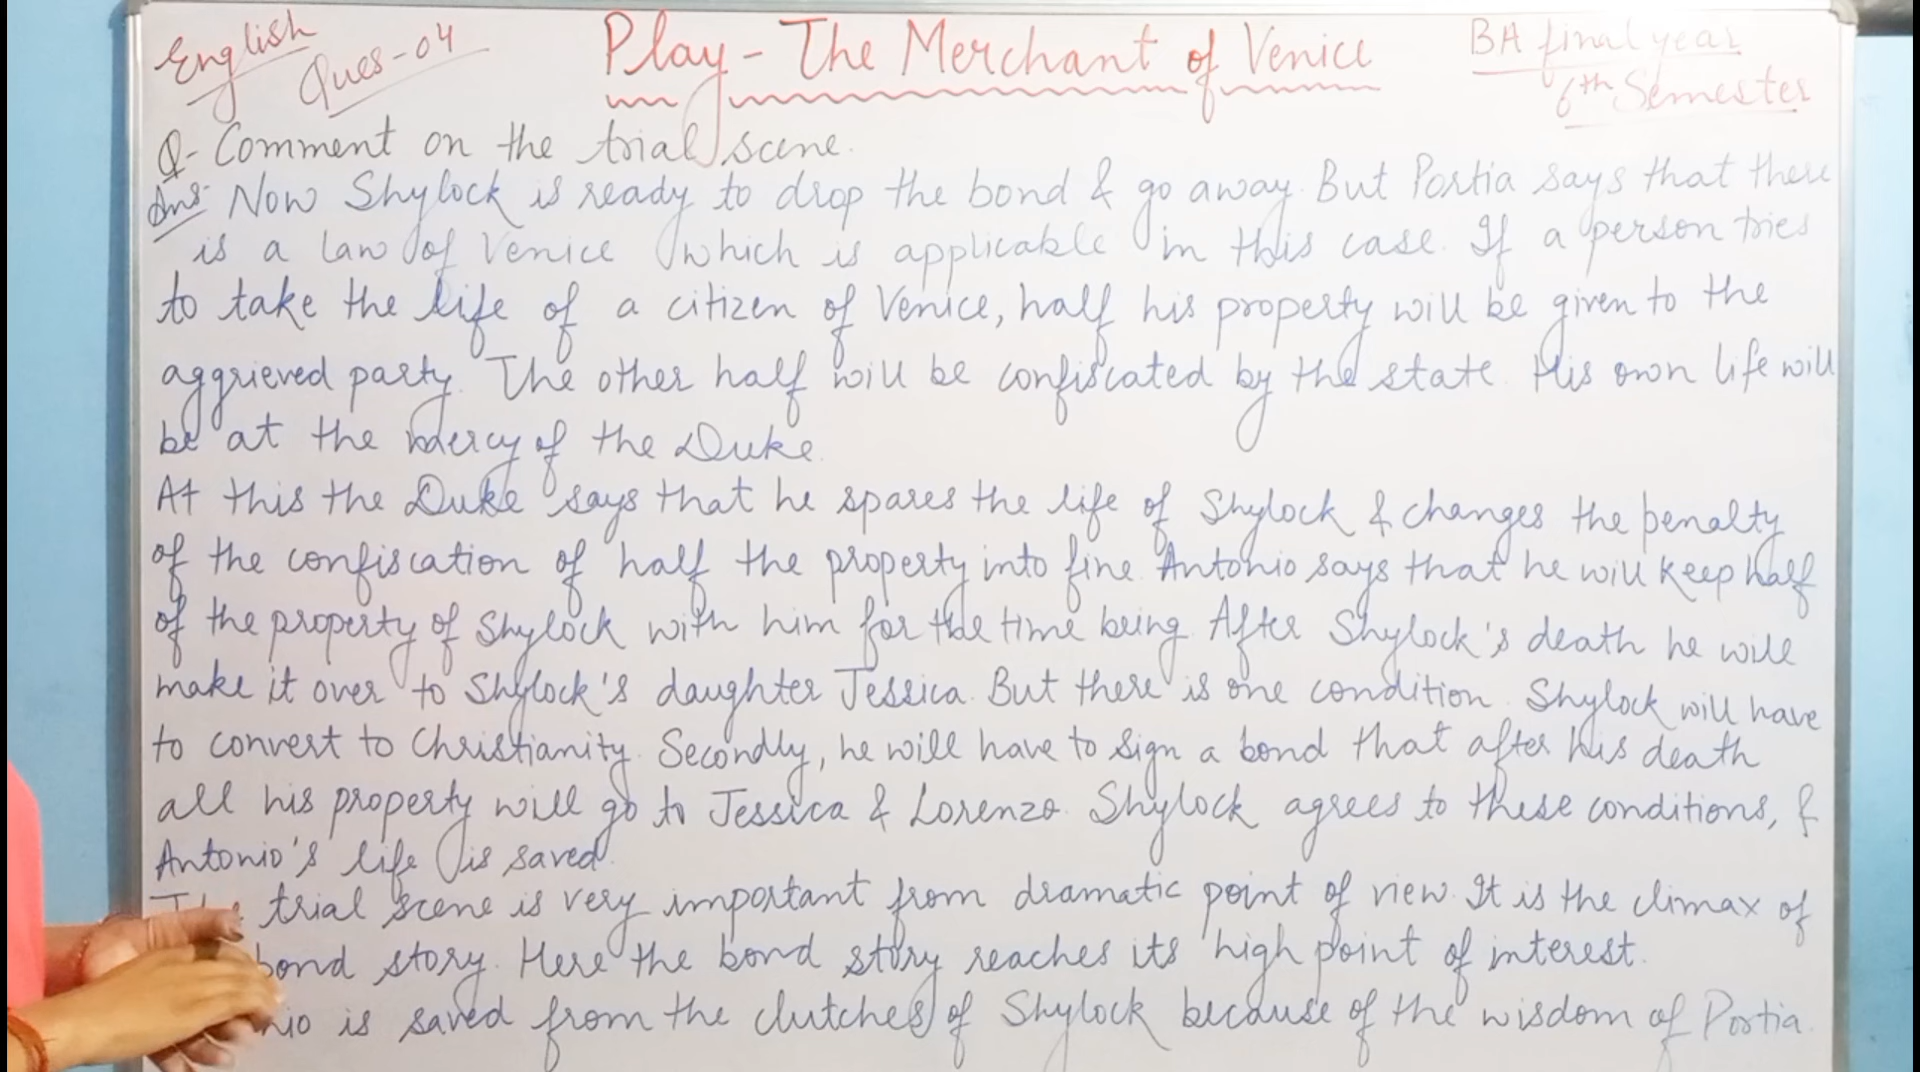 English
Ques-04
Play - The Merchant of Venice
BA final year
6th Semester
Q- Comment on the trial scene.
Ans- Now Shylock is ready to drop the bond & go away. But Portia says that there
is a law of Venice which is applicable in this case. If a person tries
to take the life of a citizen of Venice, half his property will be given to the
aggrieved party. The other half will be confiscated by the state. His own life will
be at the mercy of the Duke.
At this the Duke says that he spares the life of Shylock & changes the penalty
of the confiscation of half the property into fine. Antonio says that he will keep half
of the property of Shylock with him for the time being. After Shylock's death he will
make it over to Shylock's daughter Jessica. But there is one condition. Shylock will have
to convert to Christianity. Secondly, he will have to sign a bond that after his death
all his property will go to Jessica & Lorenzo. Shylock agrees to these conditions, &
Antonio's life is saved.
trial scene is very important from dramatic point of view. It is the climax of
bond story. Here the bond story reaches its high point of interest.
nio is saved from the clutches of Shylock because of the wisdom of Portia.